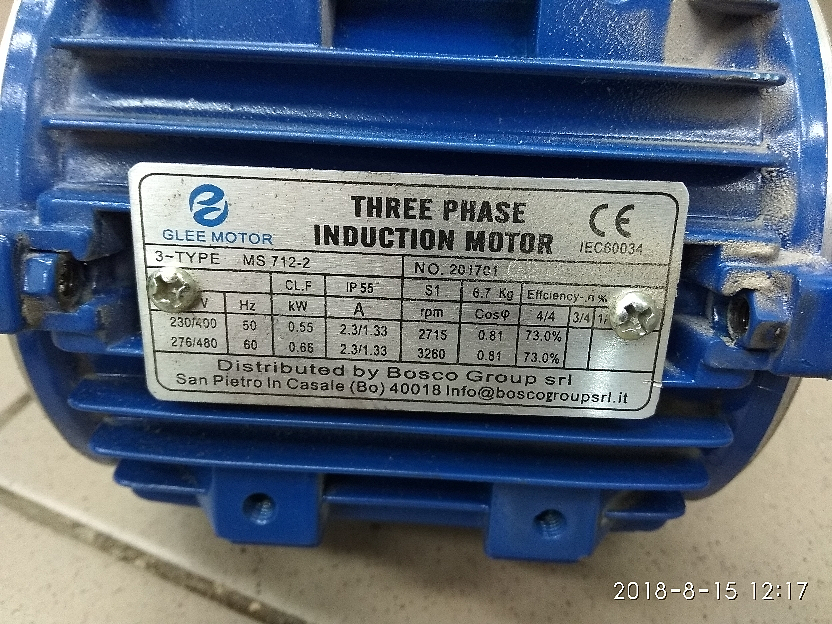 THREE PHASE
INDUCTION MOTOR
GLEE MOTOR
CE
IEC60034
3~TYPE MS 712-2
NO. 201701
CL.F IP 55 S1 6.7 Kg Efficiency
Hz kW A rpm Cosφ 4/4 3/4
230/400 50 0.55 2.3/1.33 2715 0.81 73.0%
276/480 60 0.66 2.3/1.33 3260 0.81 73.0%
Distributed by Bosco Group srl
San Pietro In Casale (Bo) 40018 Info@boscogroupsrl.it
2018-8-15 12:17